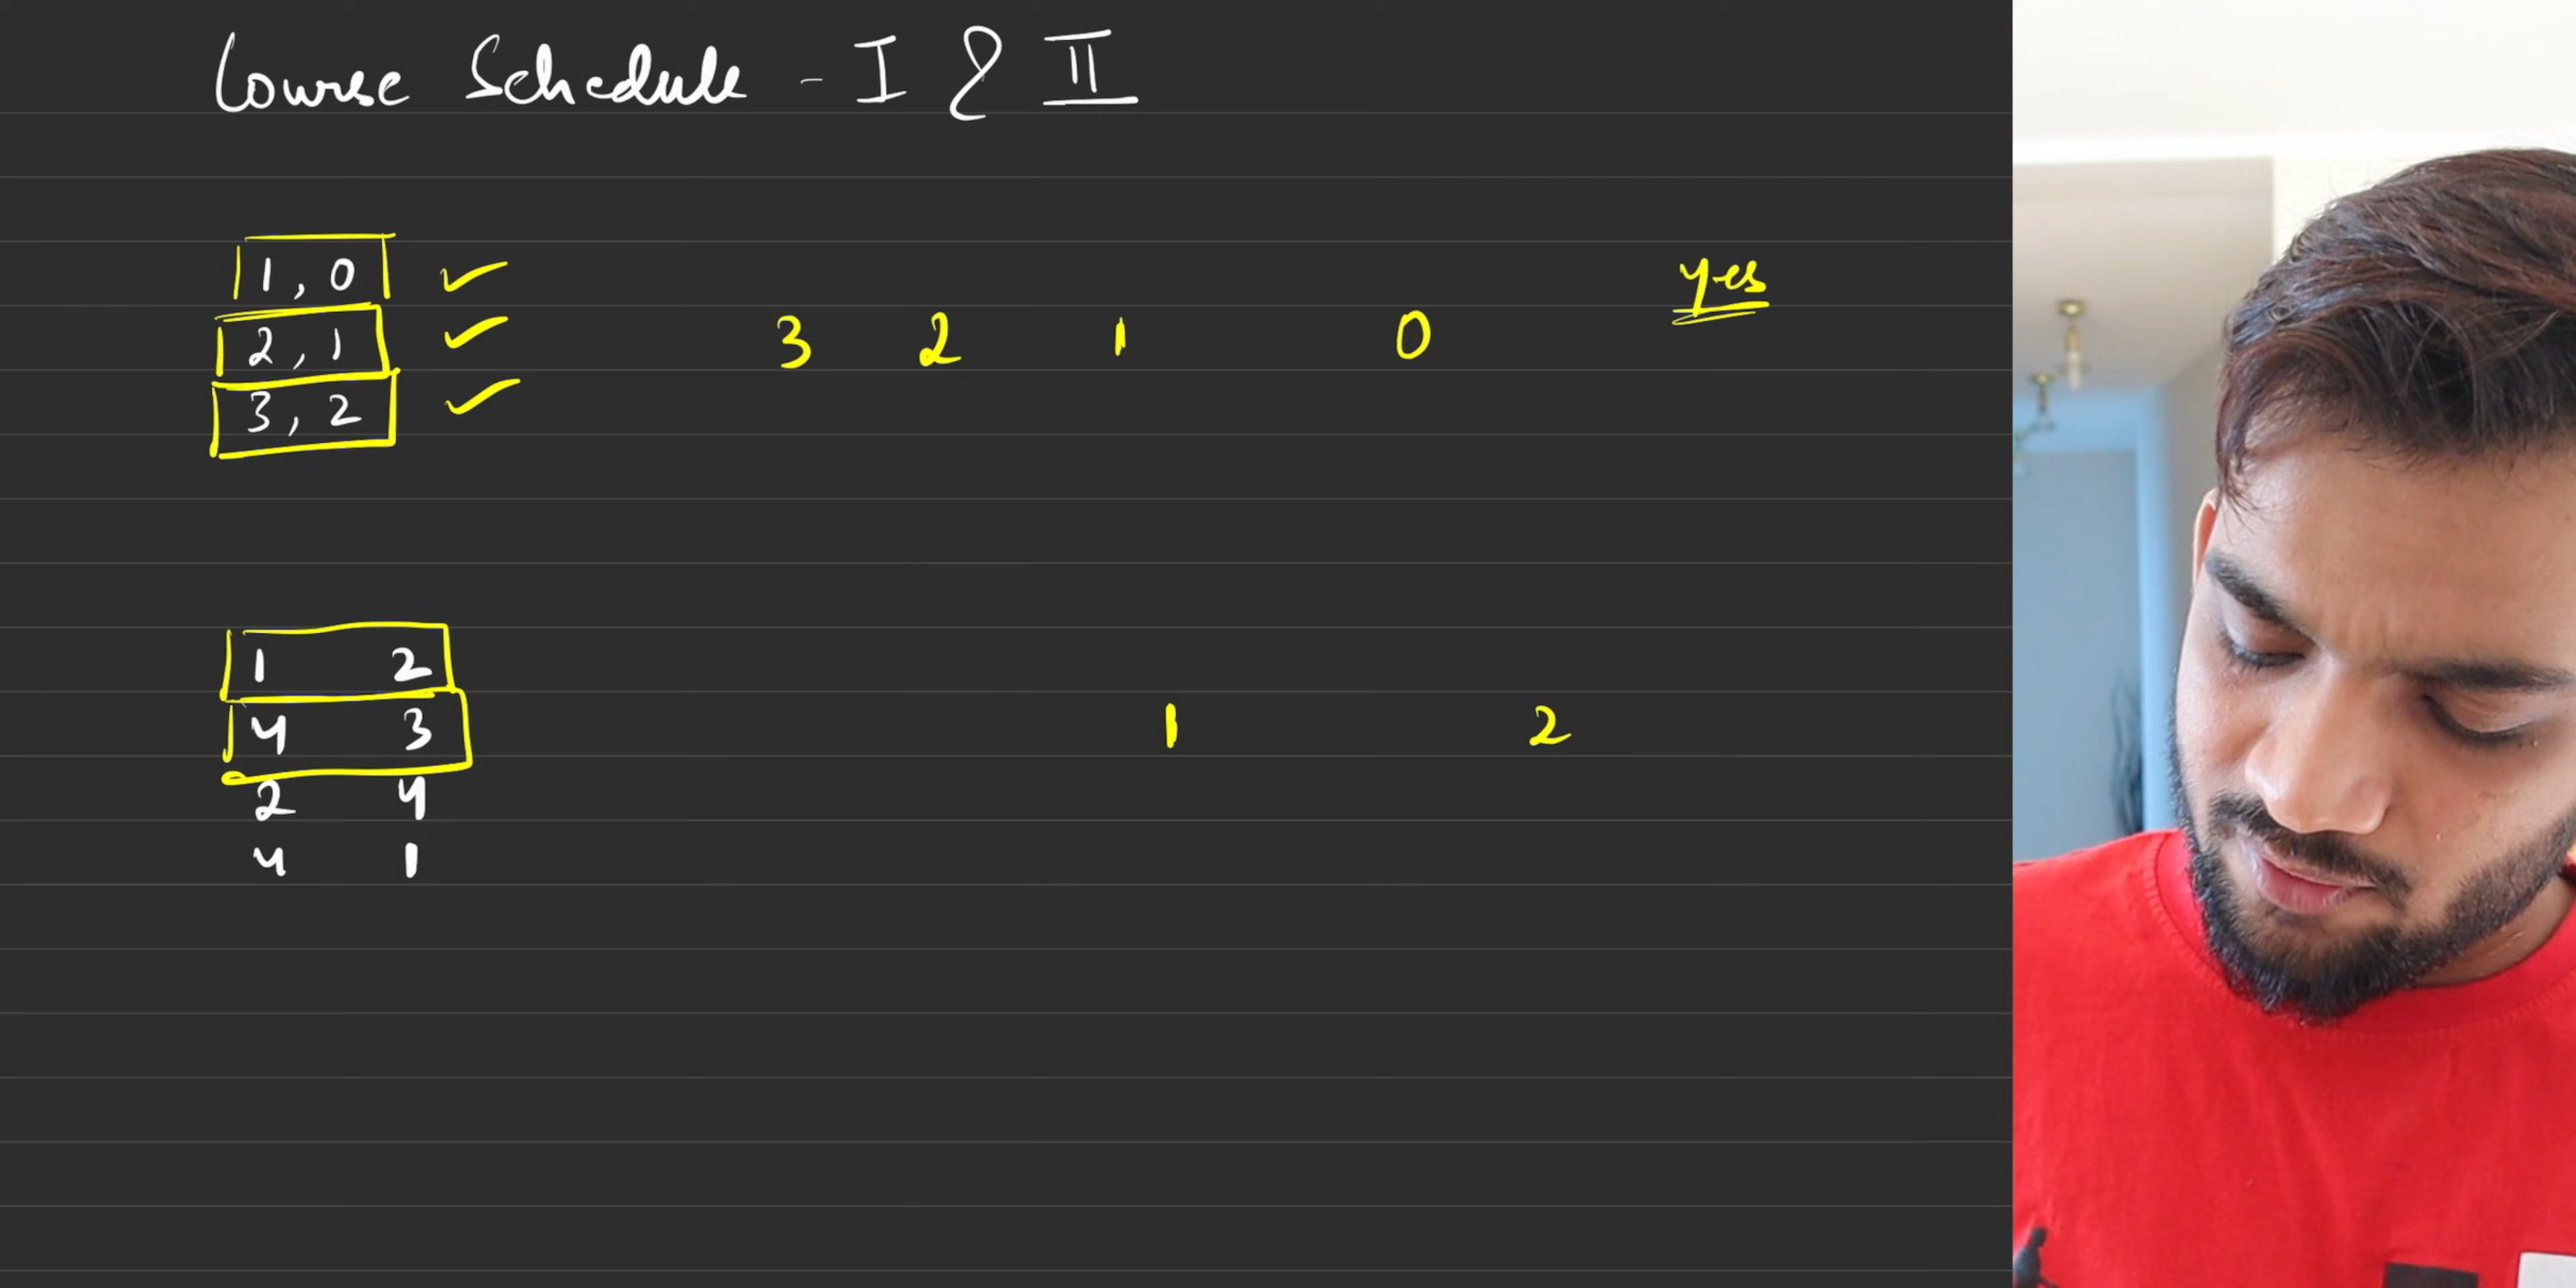 Course Schedule - I & II
1, 0
2, 1
3, 2
3 2 1 0
yes
1 2
4 3
2 4
4 1
1 2